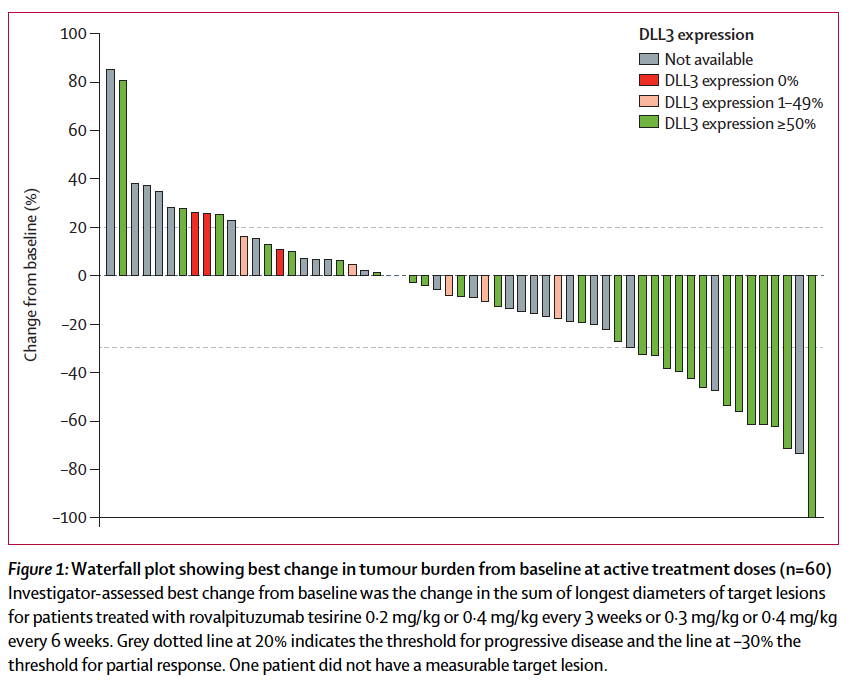 DLL3 expression
Not available
DLL3 expression 0%
DLL3 expression 1–49%
DLL3 expression ≥50%
Change from baseline (%)
100
80
60
40
20
0
–20
–40
–60
–80
–100
Figure 1: Waterfall plot showing best change in tumour burden from baseline at active treatment doses (n=60)
Investigator-assessed best change from baseline was the change in the sum of longest diameters of target lesions
for patients treated with rovalpituzumab tesirine 0·2 mg/kg or 0·4 mg/kg every 3 weeks or 0·3 mg/kg or 0·4 mg/kg
every 6 weeks. Grey dotted line at 20% indicates the threshold for progressive disease and the line at –30% the
threshold for partial response. One patient did not have a measurable target lesion.